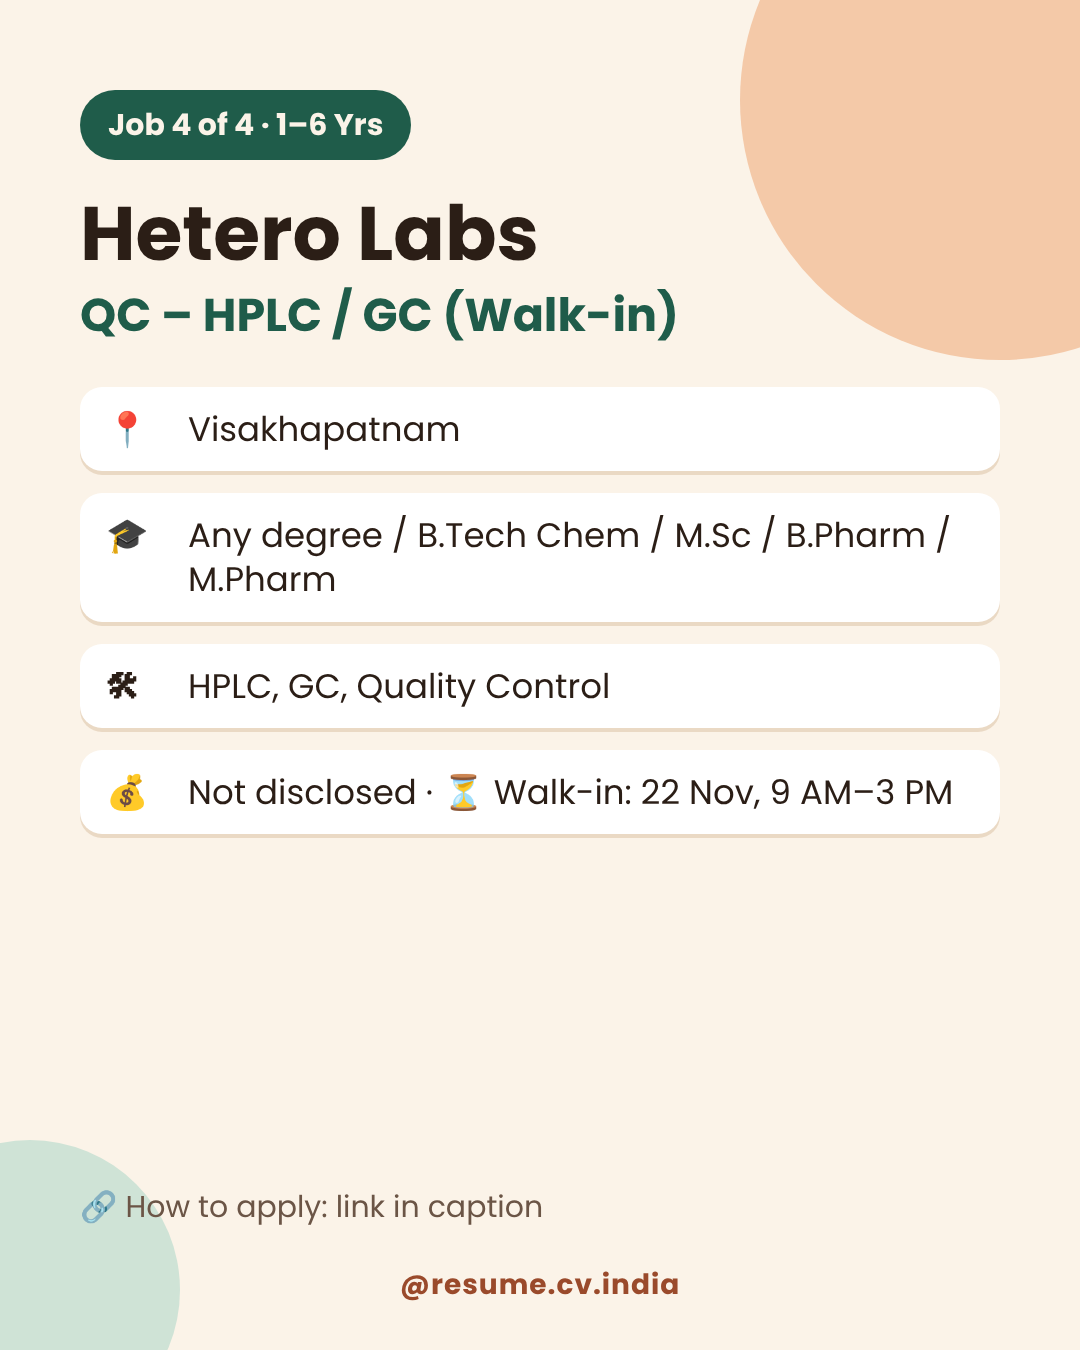 Job 4 of 4 · 1–6 Yrs
Hetero Labs
QC – HPLC / GC (Walk-in)
📍 Visakhapatnam
🎓 Any degree / B.Tech Chem / M.Sc / B.Pharm /
M.Pharm
🛠 HPLC, GC, Quality Control
💰 Not disclosed · ⏳ Walk-in: 22 Nov, 9 AM–3 PM
🔗 How to apply: link in caption
@resume.cv.india